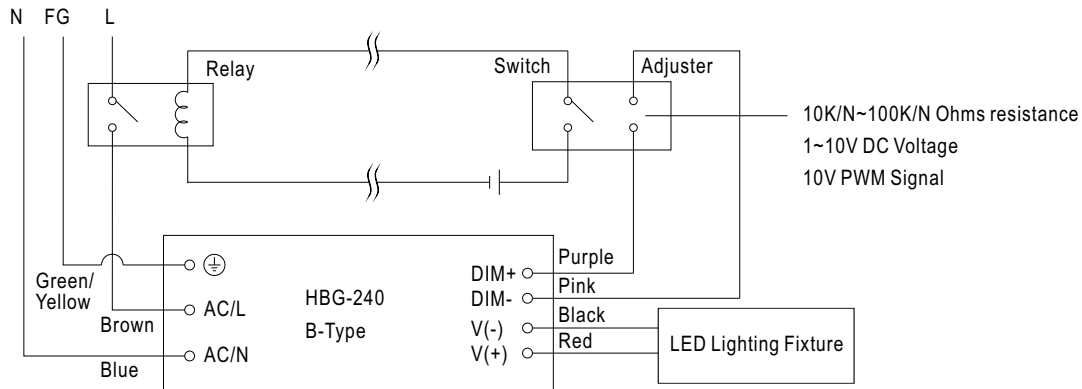 N FG L
Relay
Switch
Adjuster
10K/N~100K/N Ohms resistance
1~10V DC Voltage
10V PWM Signal
Green/
Yellow
Brown
Blue
AC/L
AC/N
HBG-240
B-Type
DIM+
DIM-
V(-)
V(+)
Purple
Pink
Black
Red
LED Lighting Fixture